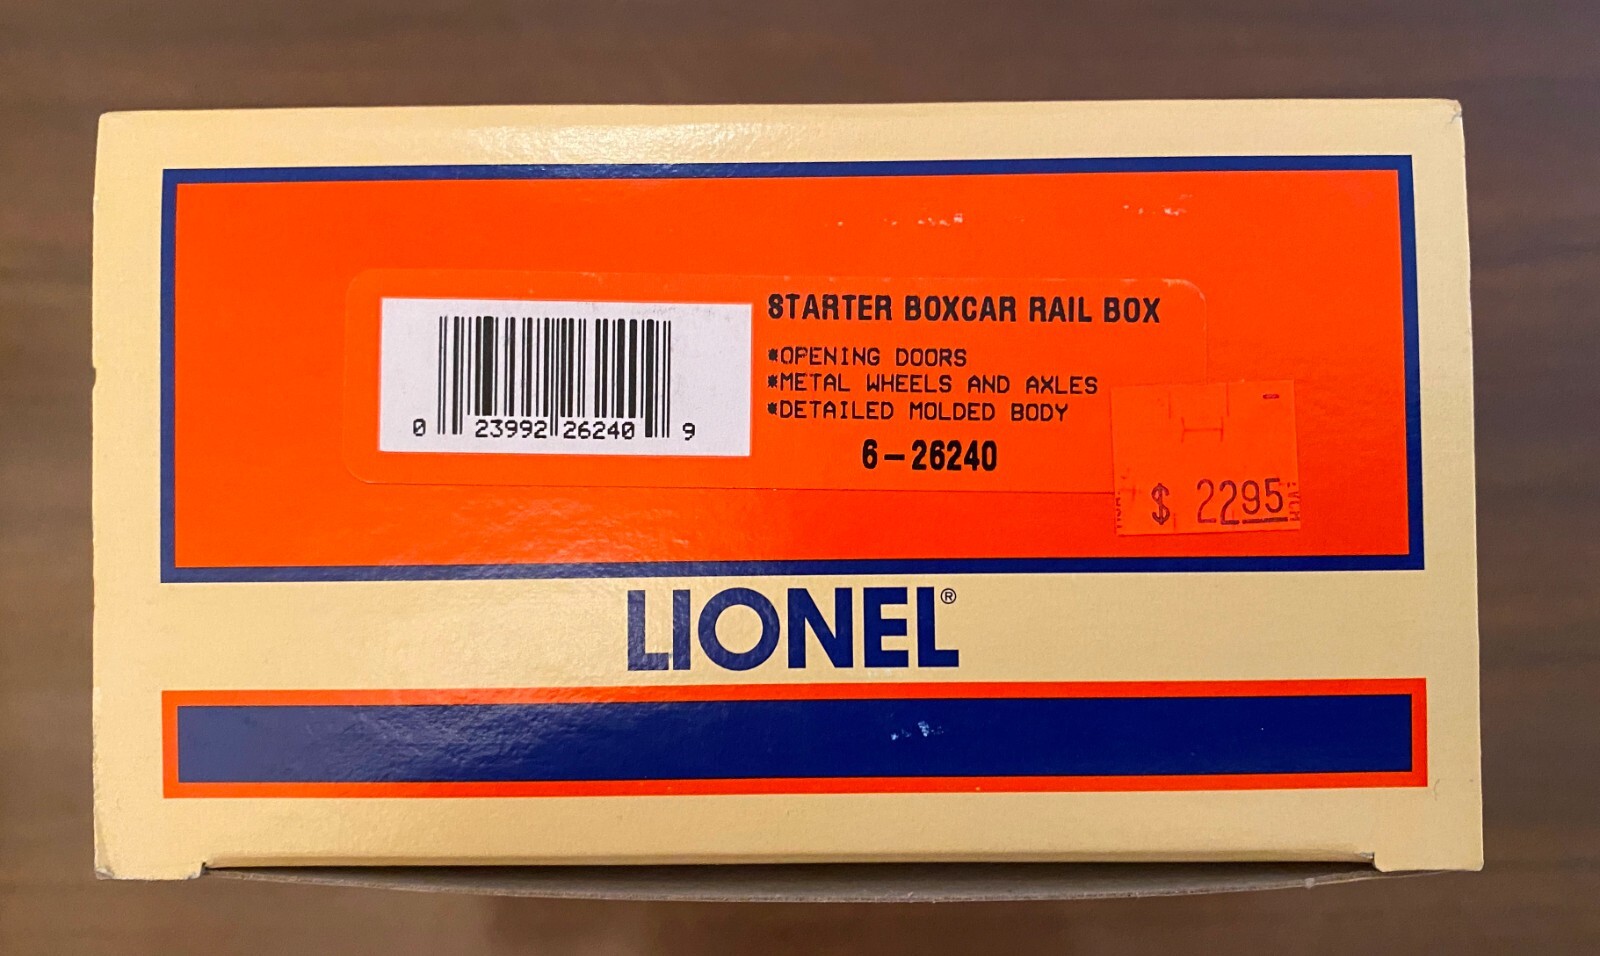 STARTER BOXCAR RAIL BOX
*OPENING DOORS
*METAL WHEELS AND AXLES
*DETAILED MOLDED BODY
6-26240
0 23992 26240 9
$ 2295
LIONEL®